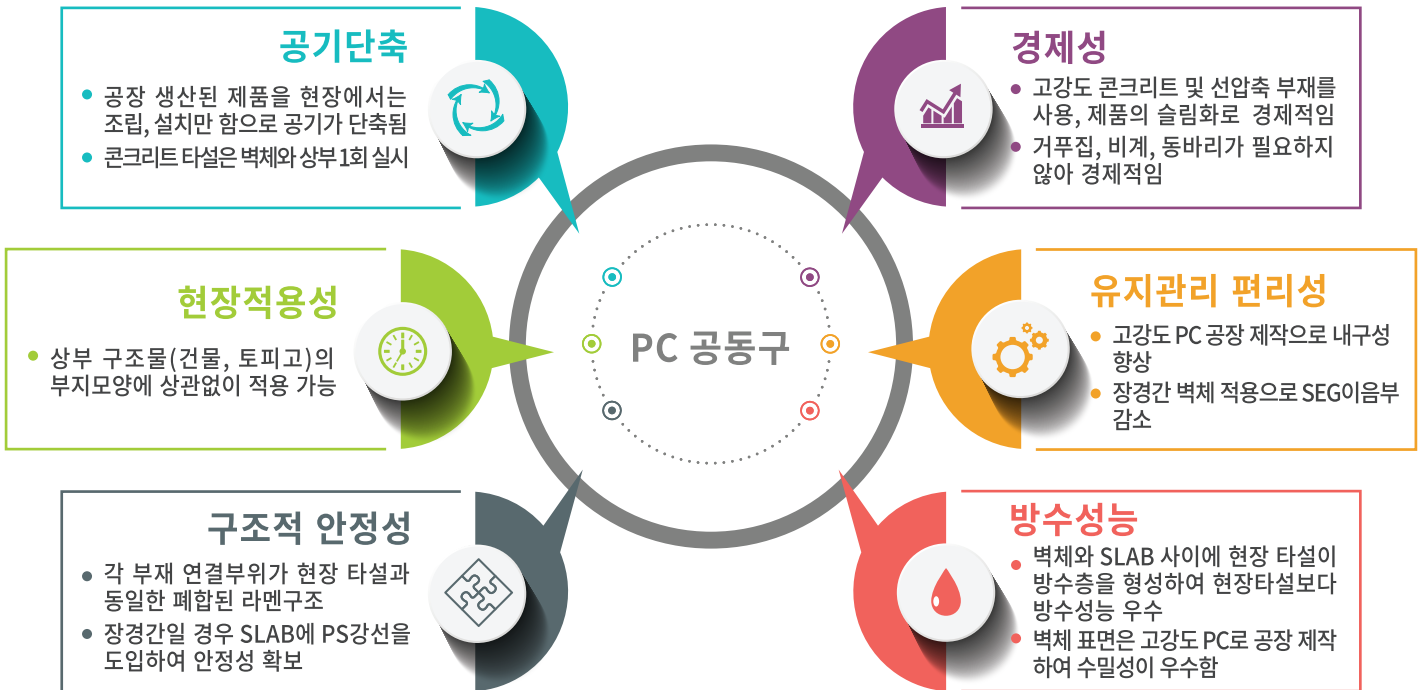 공기단축
• 공장 생산된 제품을 현장에서는
조립, 설치만 함으로 공기가 단축됨
• 콘크리트 타설은 벽체와 상부 1회 실시
경제성
• 고강도 콘크리트 및 선압축 부재를
사용, 제품의 슬림화로 경제적임
• 거푸집, 비계, 동바리가 필요하지
않아 경제적임
현장적용성
• 상부 구조물(건물, 토피고)의
부지모양에 상관없이 적용 가능
PC 공동구
유지관리 편리성
• 고강도 PC 공장 제작으로 내구성
향상
• 장경간 벽체 적용으로 SEG이음부
감소
구조적 안정성
• 각 부재 연결부위가 현장 타설과
동일한 폐합된 라멘구조
• 장경간일 경우 SLAB에 PS강선을
도입하여 안정성 확보
방수성능
• 벽체와 SLAB 사이에 현장 타설이
방수층을 형성하여 현장타설보다
방수성능 우수
• 벽체 표면은 고강도 PC로 공장 제작
하여 수밀성이 우수함